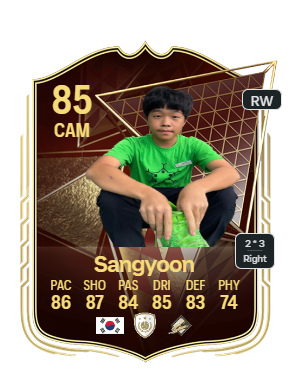 85
CAM
RW
2*3
Right
Sangyoon
PAC SHO PAS DRI DEF PHY
86 87 84 85 83 74